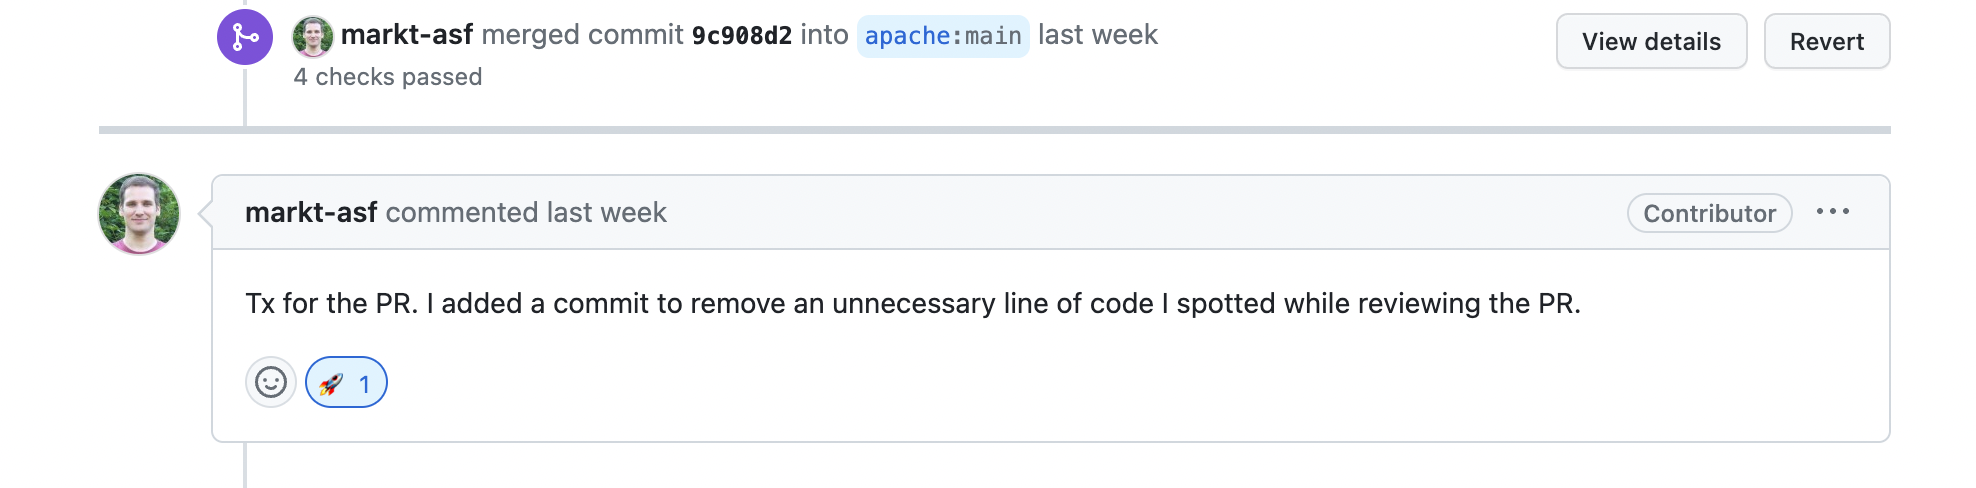 markt-asf merged commit 9c908d2 into apache:main last week
View details
Revert
4 checks passed
markt-asf commented last week
Contributor
Tx for the PR. I added a commit to remove an unnecessary line of code I spotted while reviewing the PR.
1